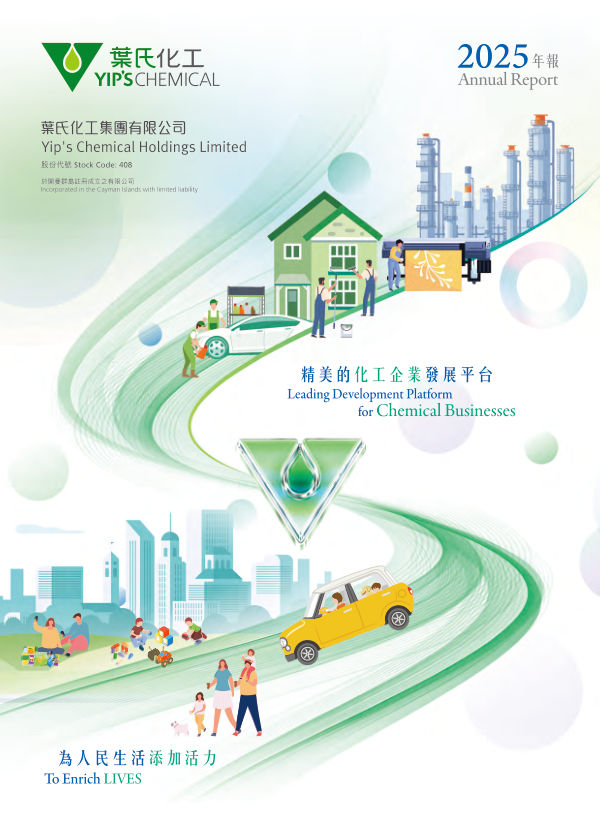 葉氏化工
YIP'S CHEMICAL
2025 年報
Annual Report
葉氏化工集團有限公司
Yip's Chemical Holdings Limited
股份代號 Stock Code: 408
於開曼群島註冊成立之有限公司
Incorporated in the Cayman Islands with limited liability
精美的化工企業發展平台
Leading Development Platform
for Chemical Businesses
為人民生活添加活力
To Enrich LIVES